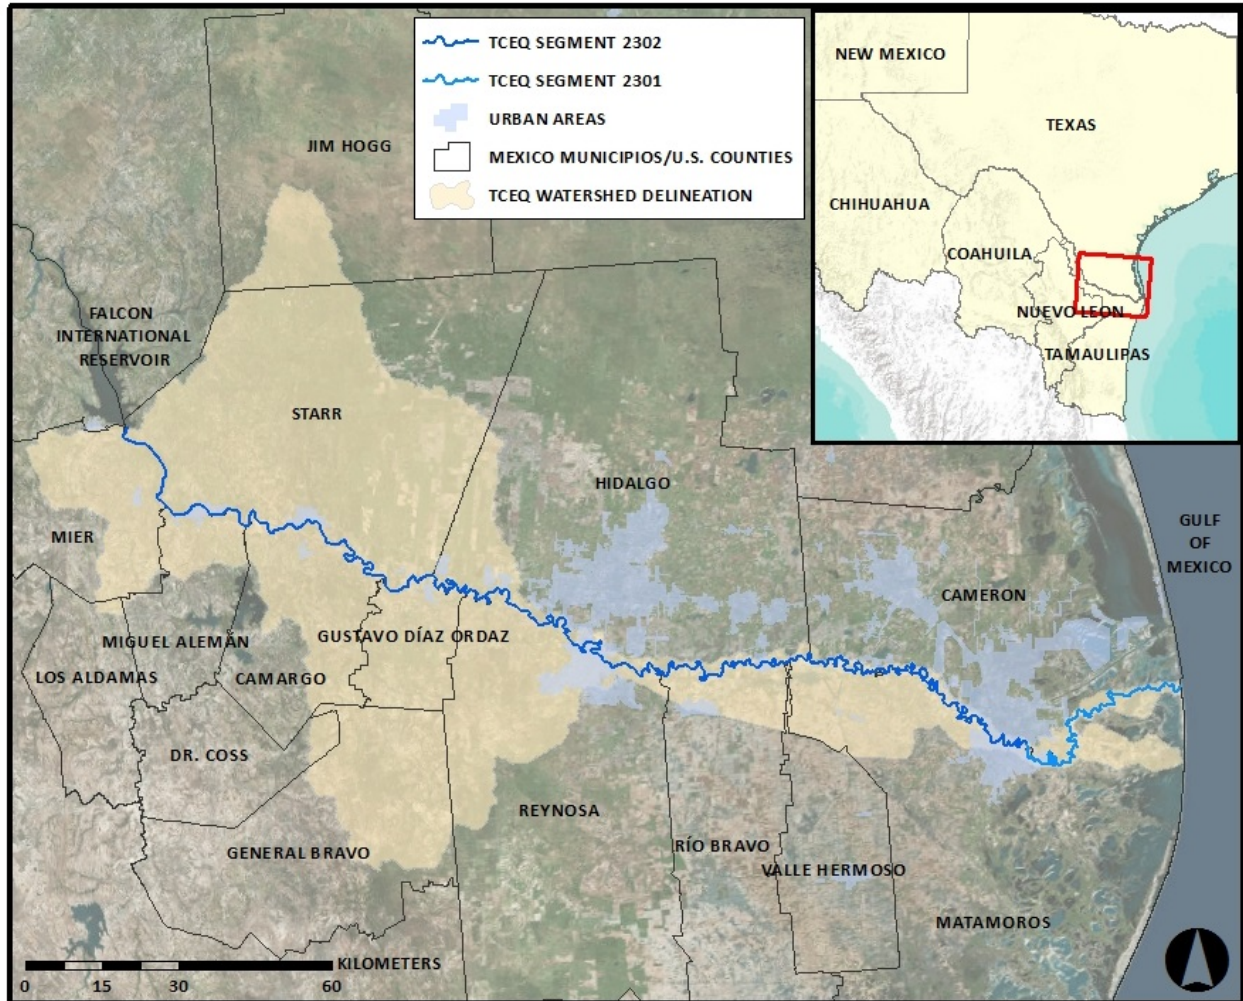 TCEQ SEGMENT 2302
TCEQ SEGMENT 2301
URBAN AREAS
MEXICO MUNICIPIOS/U.S. COUNTIES
TCEQ WATERSHED DELINEATION
NEW MEXICO
TEXAS
CHIHUAHUA
COAHUILA
NUEVO LEON
TAMAULIPAS
JIM HOGG
FALCON
INTERNATIONAL
RESERVOIR
STARR
HIDALGO
GULF
OF
MEXICO
MIER
CAMERON
MIGUEL ALEMÁN
GUSTAVO DÍAZ ORDAZ
LOS ALDAMAS
CAMARGO
DR. COSS
REYNOSA
GENERAL BRAVO
RÍO BRAVO
VALLE HERMOSO
MATAMOROS
KILOMETERS
0 15 30 60